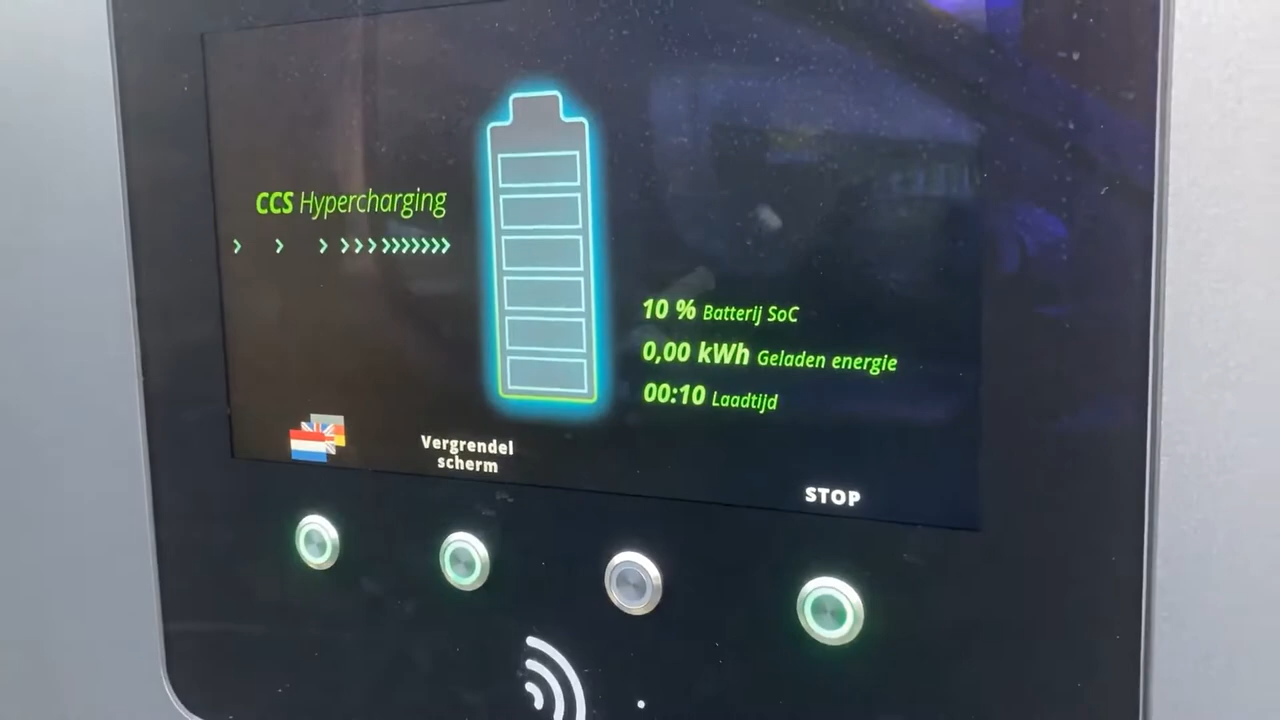 CCS Hypercharging
10 % Batterij SoC
0,00 kWh Geladen energie
00:10 Laadtijd
Vergrendel
scherm
STOP